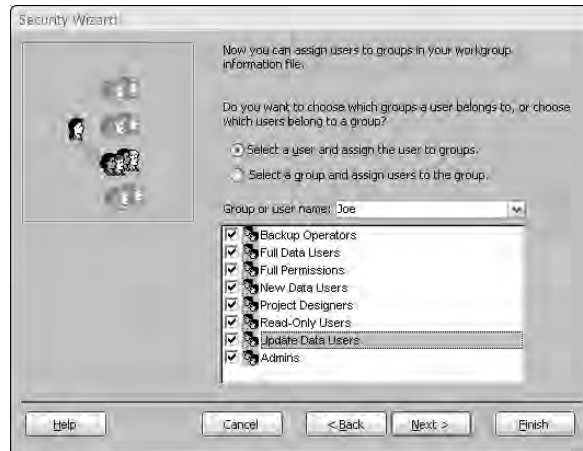 Security Wizard
Now you can assign users to groups in your workgroup
information file.
Do you want to choose which groups a user belongs to, or choose
which users belong to a group?
Select a user and assign the user to groups.
Select a group and assign users to the group.
Group or user name: Joe
Backup Operators
Full Data Users
Full Permissions
New Data Users
Project Designers
Read-Only Users
Update Data Users
Admins
Help
Cancel
< Back
Next >
Finish